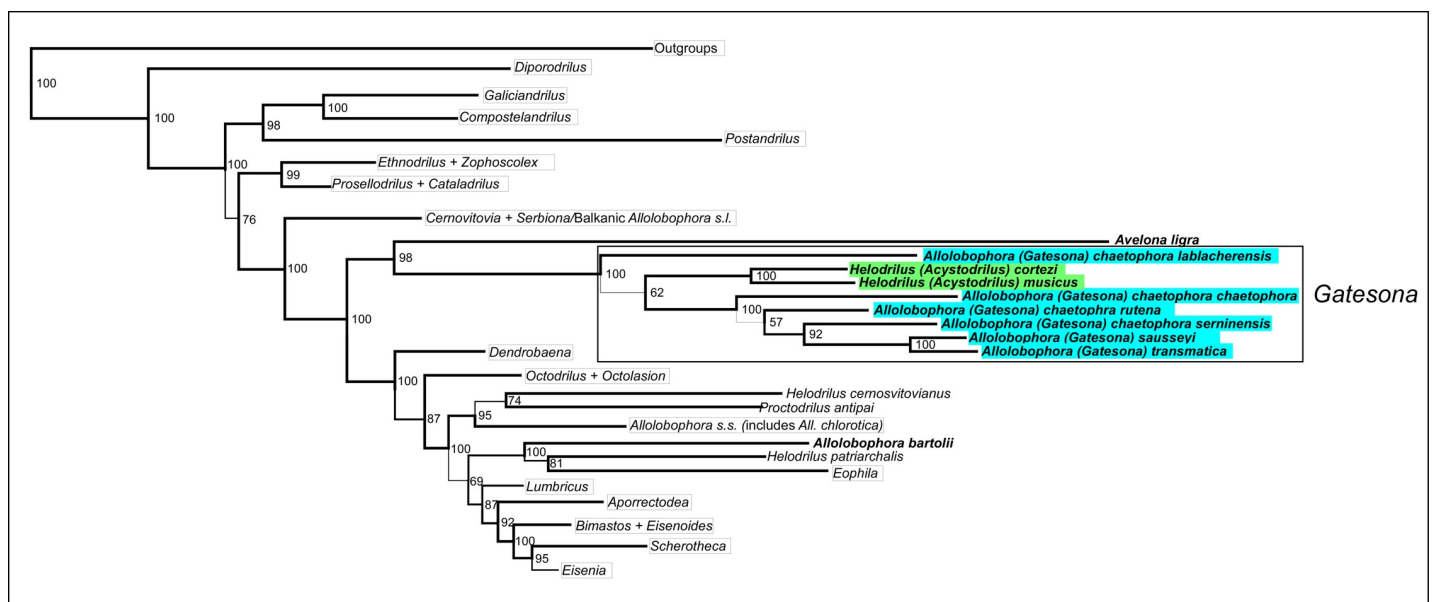 Outgroups
100
Diporodrilus
100
Galiciandrilus
100
Compostelandrilus
98
Postandrilus
100
Ethnodrilus + Zophoscolex
99
Prosellodrilus + Cataladrilus
76
Cernovitovia + Serbiona/Balkanic Allolobophora s.l.
100
Avelona ligra
98
Allolobophora (Gatesona) chaetophora lablacherensis
100
Helodrilus (Acystodrilus) cortezi
100
Helodrilus (Acystodrilus) musicus
62
Allolobophora (Gatesona) chaetophora chaetophora
Gatesona
100
Allolobophora (Gatesona) chaetophra rutena
57
Allolobophora (Gatesona) chaetophora serninensis
92
Allolobophora (Gatesona) sausseyi
100
Allolobophora (Gatesona) transmatica
100
Dendrobaena
100
Octodrilus + Octolasion
87
Helodrilus cernosvitovianus
74
Proctodrilus antipai
95
Allolobophora s.s. (includes All. chlorotica)
100
Allolobophora bartolii
100
Helodrilus patriarchalis
81
Eophila
69
Lumbricus
87
Aporrectodea
92
Bimastos + Eisenoides
100
Scherotheca
95
Eisenia